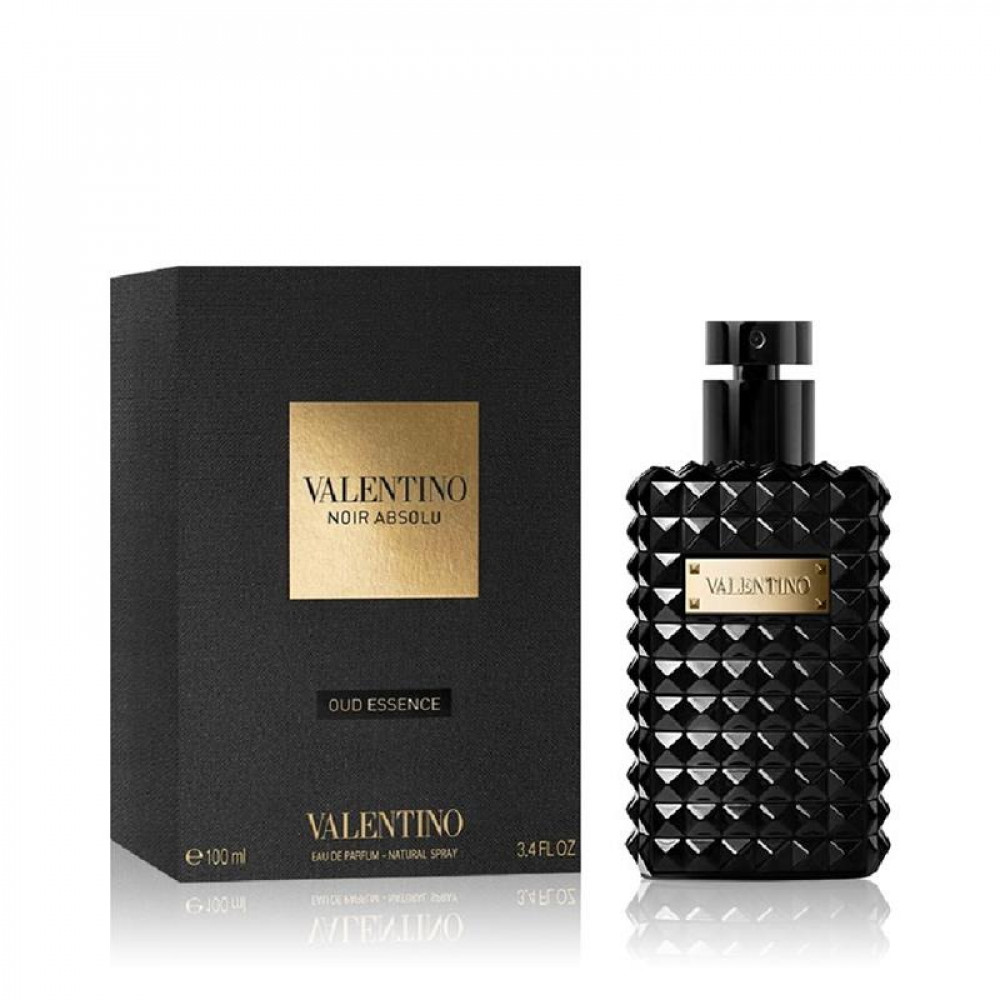 VALENTINO
NOIR ABSOLU
OUD ESSENCE
VALENTINO
℮100 ml
EAU DE PARFUM – NATURAL SPRAY
3.4 FL OZ
VALENTINO